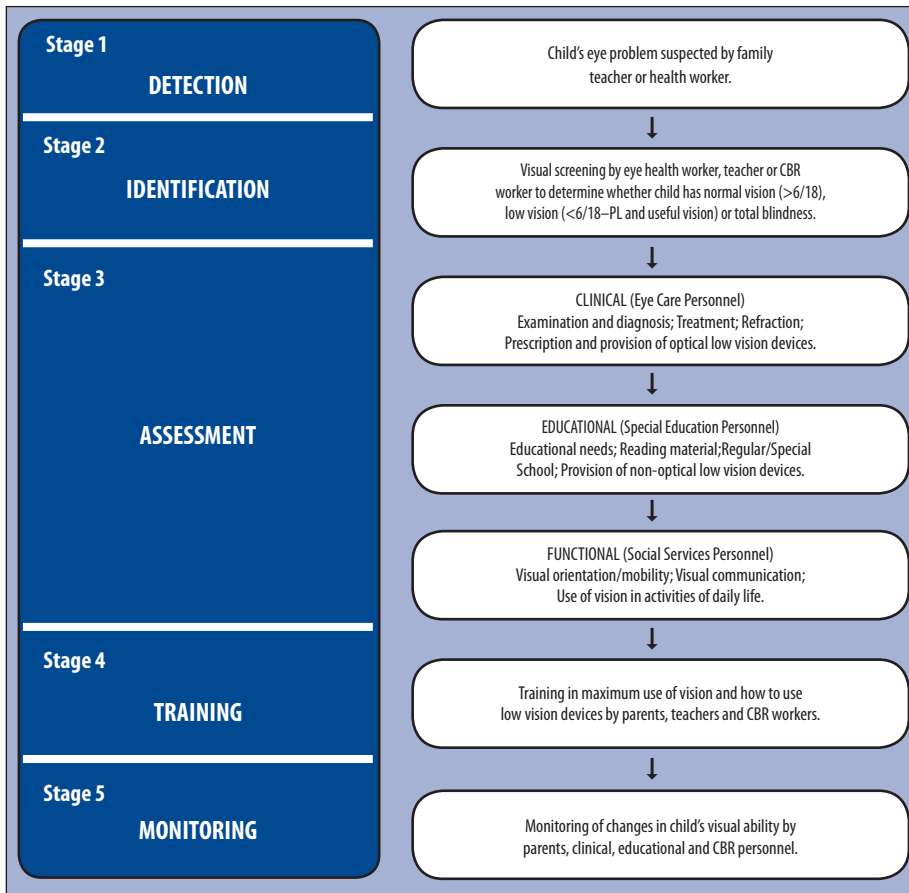 Stage 1
DETECTION
Child’s eye problem suspected by family
teacher or health worker.
Stage 2
IDENTIFICATION
Visual screening by eye health worker, teacher or CBR
worker to determine whether child has normal vision (>6/18),
low vision (<6/18–PL and useful vision) or total blindness.
Stage 3
ASSESSMENT
CLINICAL (Eye Care Personnel)
Examination and diagnosis; Treatment; Refraction;
Prescription and provision of optical low vision devices.
EDUCATIONAL (Special Education Personnel)
Educational needs; Reading material;Regular/Special
School; Provision of non-optical low vision devices.
FUNCTIONAL (Social Services Personnel)
Visual orientation/mobility; Visual communication;
Use of vision in activities of daily life.
Stage 4
TRAINING
Training in maximum use of vision and how to use
low vision devices by parents, teachers and CBR workers.
Stage 5
MONITORING
Monitoring of changes in child’s visual ability by
parents, clinical, educational and CBR personnel.